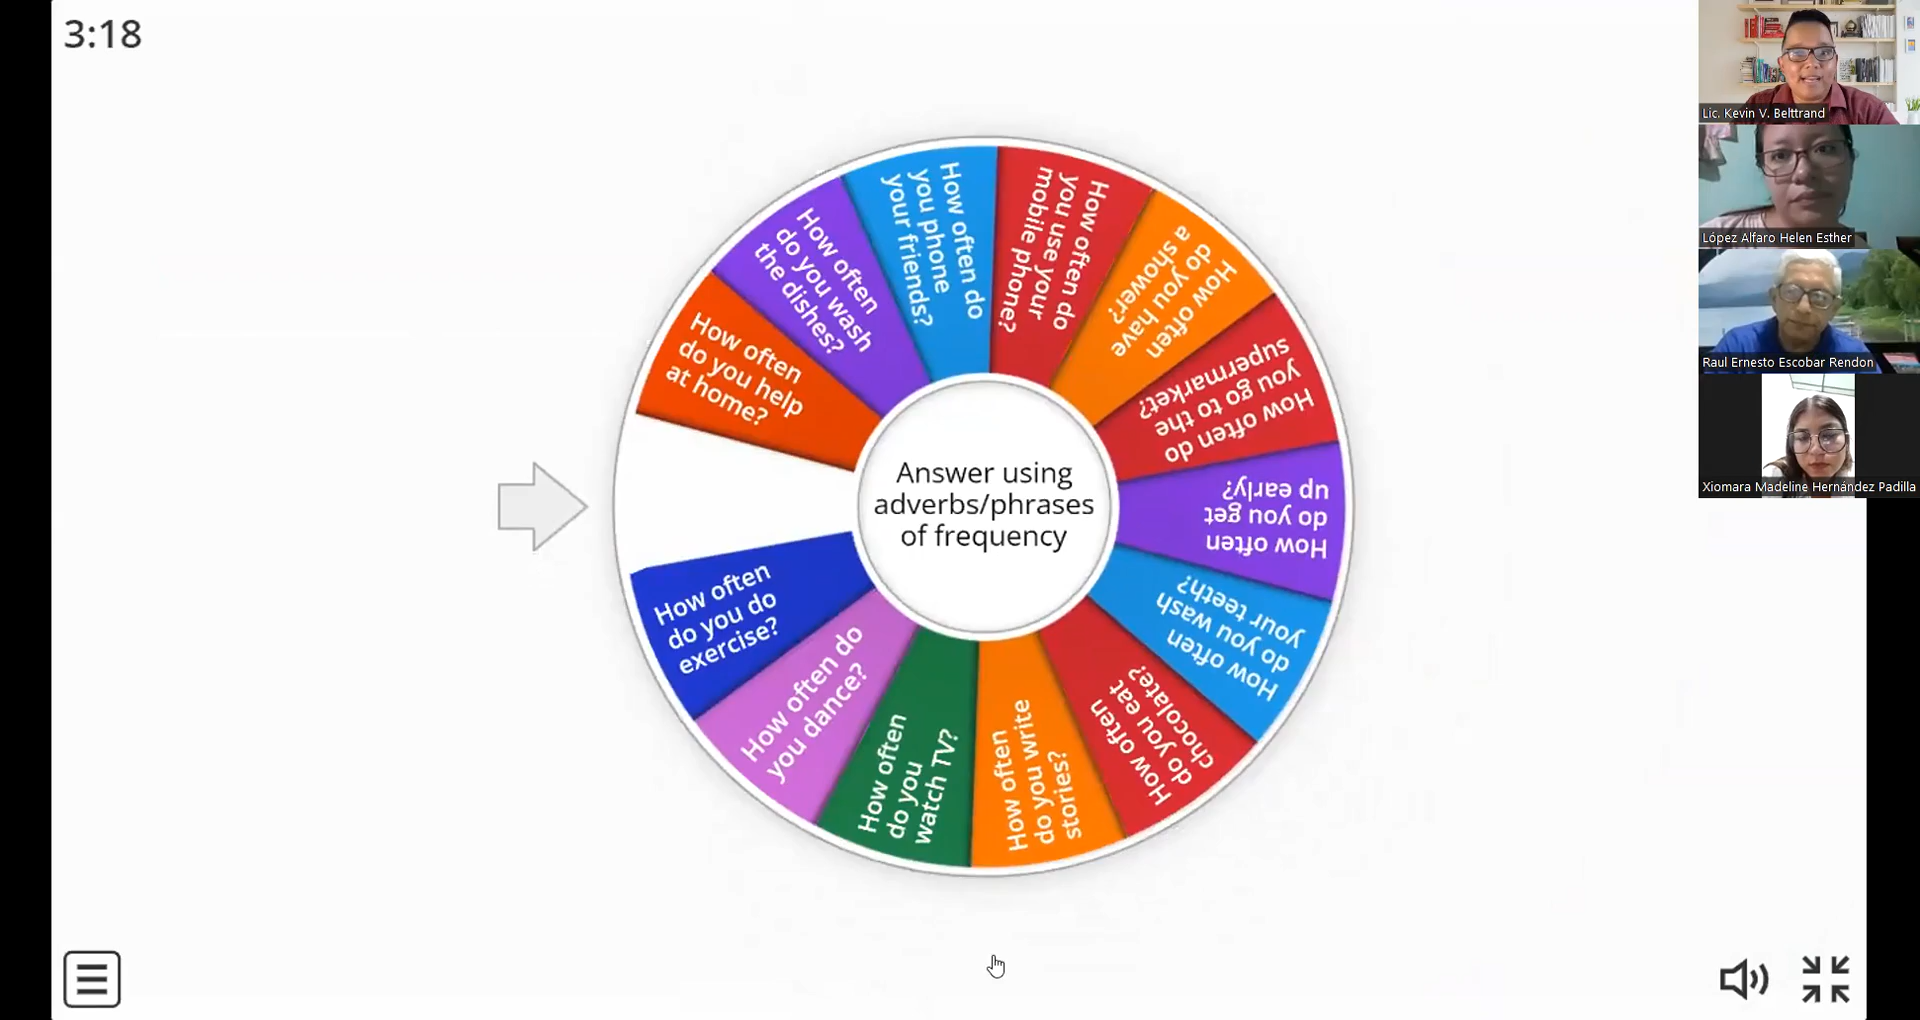 3:18
How often do
you phone
your friends?
How often do
you use your
mobile phone?
How often
do you have
a shower?
How often do
you go to the
supermarket?
How often
do you get
up early?
How often
do you wash
your teeth?
How often
do you eat
chocolate?
How often
do you write
stories?
How often
do you
watch TV?
How often do
you dance?
How often
do you do
exercise?
How often
do you help
at home?
How often
do you wash
the dishes?
Answer using
adverbs/phrases
of frequency
Lic. Kevin V. Belttrand
López Alfaro Helen Esther
Raul Ernesto Escobar Rendon
Xiomara Madeline Hernández Padilla